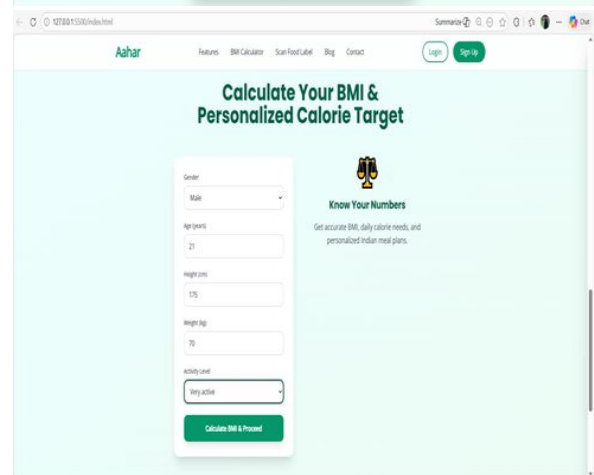 127.0.0.1:5500/index.html
Summarize
Chat
Aahar
Features BMI Calculator Scan Food Label Blog Contact
Login Sign Up
Calculate Your BMI &
Personalized Calorie Target
Gender
Male
Age (years)
21
Height (cm)
175
Weight (kg)
70
Activity Level
Very active
Calculate BMI & Proceed
Know Your Numbers
Get accurate BMI, daily calorie needs, and
personalized Indian meal plans.